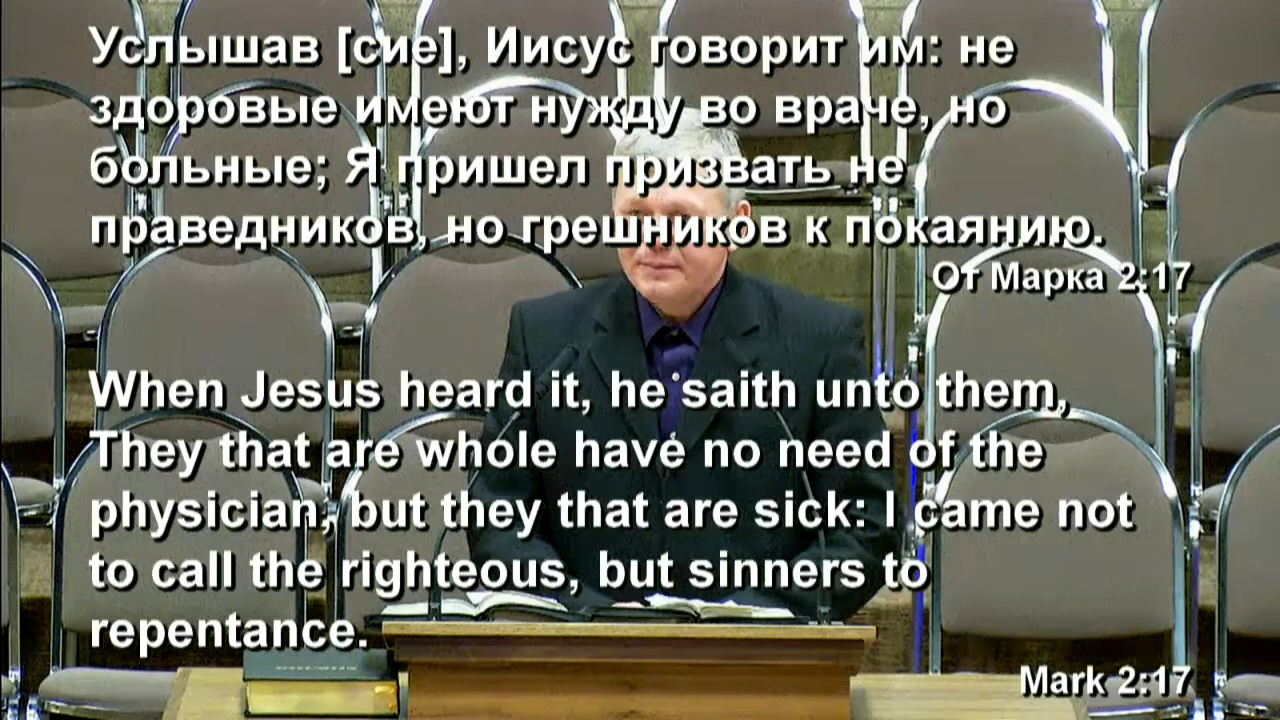 Услышав [сие], Иисус говорит им: не
здоровые имеют нужду во враче, но
больные; Я пришел призвать не
праведников, но грешников к покаянию.
От Марка 2:17
When Jesus heard it, he saith unto them,
They that are whole have no need of the
physician, but they that are sick: I came not
to call the righteous, but sinners to
repentance.
Mark 2:17